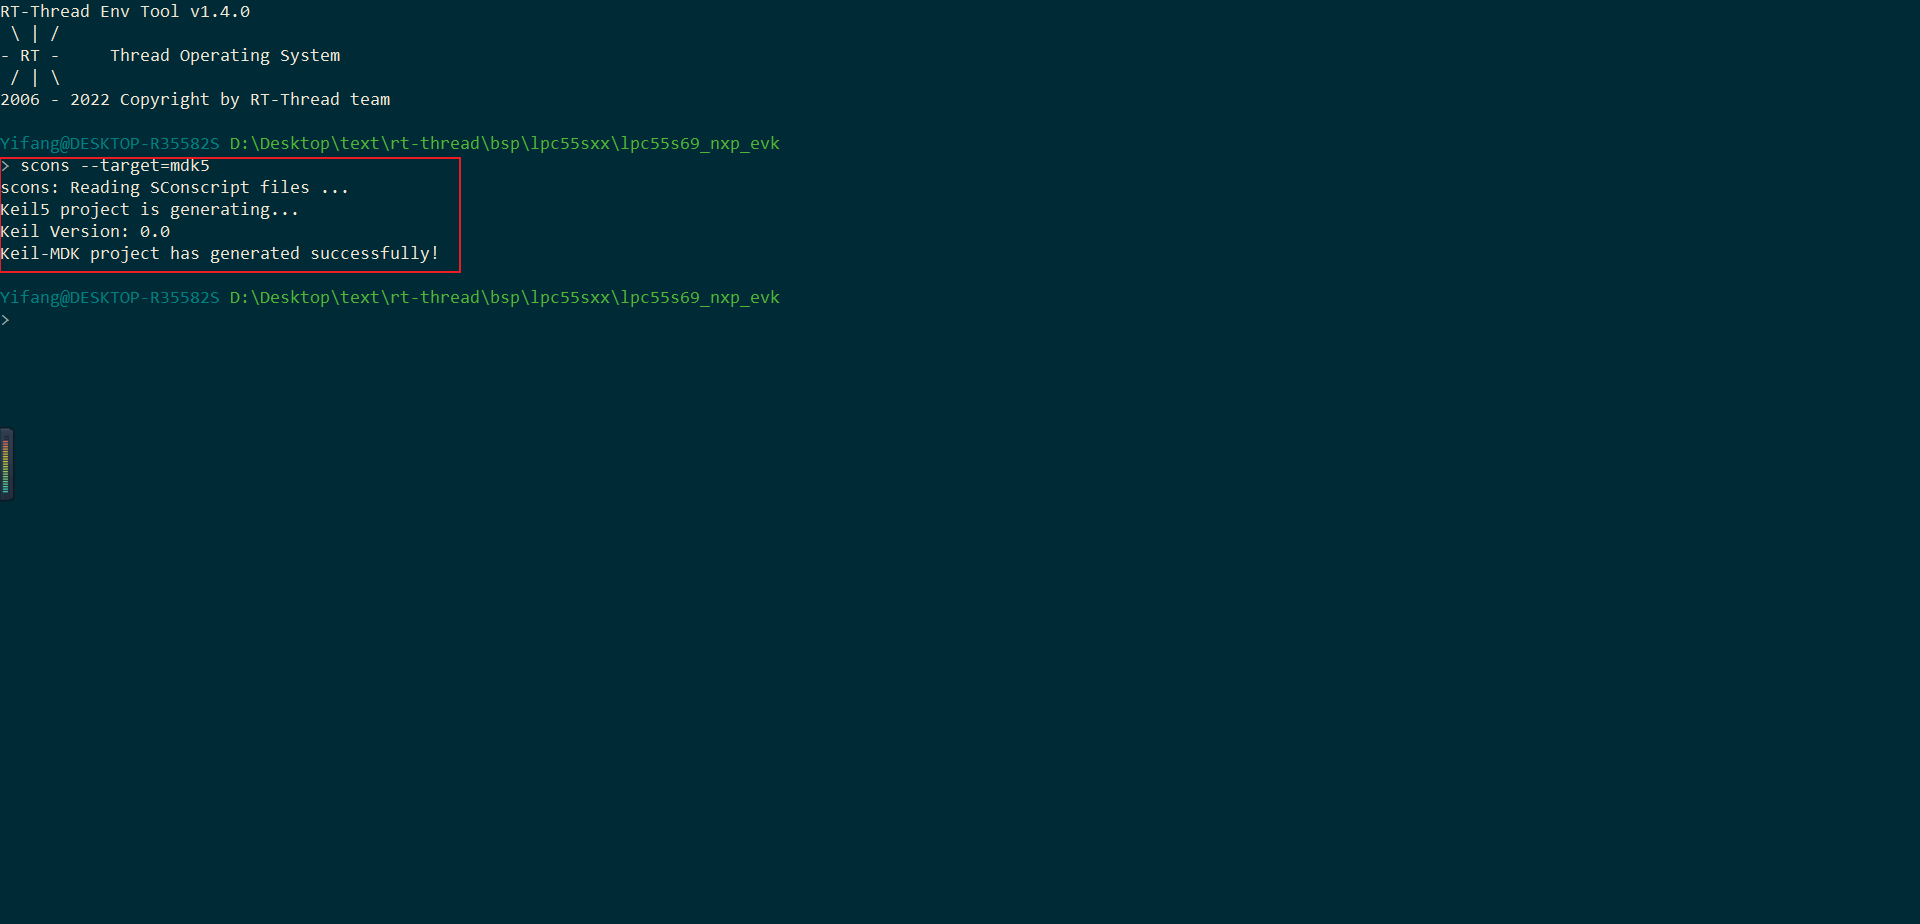 RT-Thread Env Tool v1.4.0
 \ | /
- RT -     Thread Operating System
 / | \
2006 - 2022 Copyright by RT-Thread team
Yifang@DESKTOP-R35582S D:\Desktop\text\rt-thread\bsp\lpc55sxx\lpc55s69_nxp_evk
> scons --target=mdk5
scons: Reading SConscript files ...
Keil5 project is generating...
Keil Version: 0.0
Keil-MDK project has generated successfully!
Yifang@DESKTOP-R35582S D:\Desktop\text\rt-thread\bsp\lpc55sxx\lpc55s69_nxp_evk
>